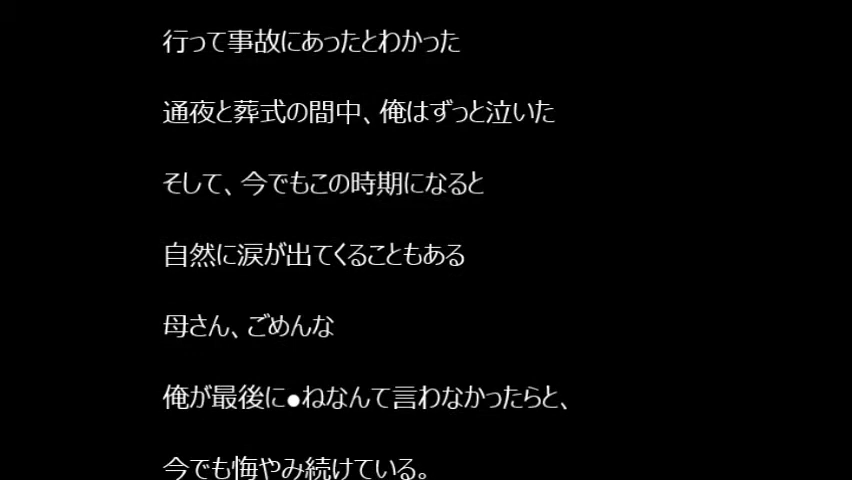 行って事故にあったとわかった
通夜と葬式の間中、俺はずっと泣いた
そして、今でもこの時期になると
自然に涙が出てくることもある
母さん、ごめんな
俺が最後に●ねなんて言わなかったらと、
今でも悔やみ続けている。